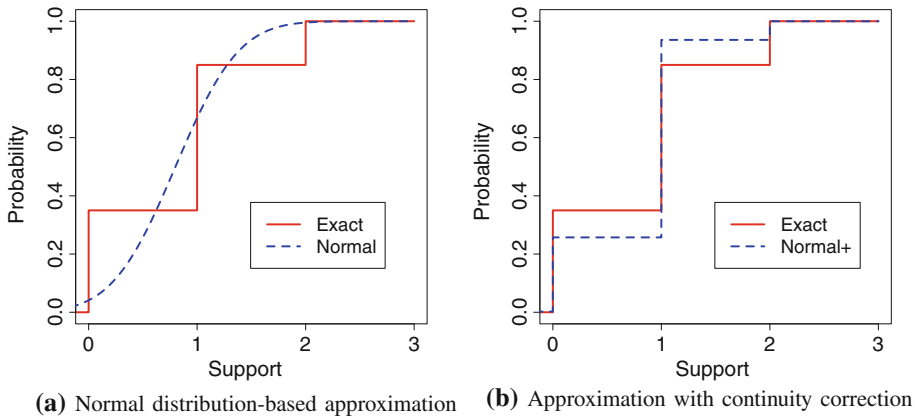 1.0
0.8
0.6
0.4
0.2
0.0
Probability
0 1 2 3
Support
Exact
Normal
(a) Normal distribution-based approximation
1.0
0.8
0.6
0.4
0.2
0.0
Probability
0 1 2 3
Support
Exact
Normal+
(b) Approximation with continuity correction